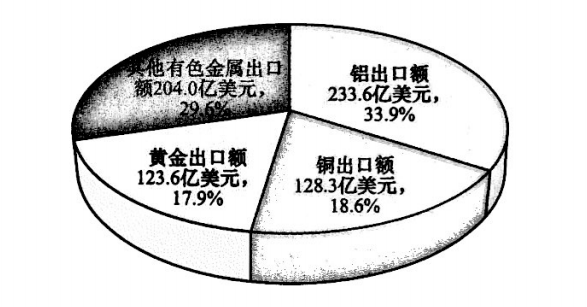 其他有色金属出口
额204.0亿美元，
29.6%
铝出口额
233.6亿美元，
33.9%
黄金出口额
123.6亿美元，
17.9%
铜出口额
128.3亿美元，
18.6%